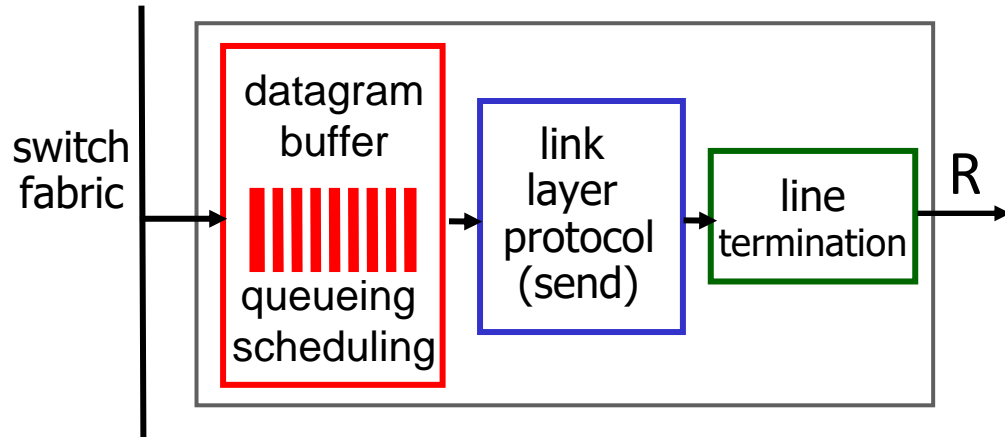 switch
fabric
datagram
buffer
queueing
scheduling
link
layer
protocol
(send)
line
termination
R